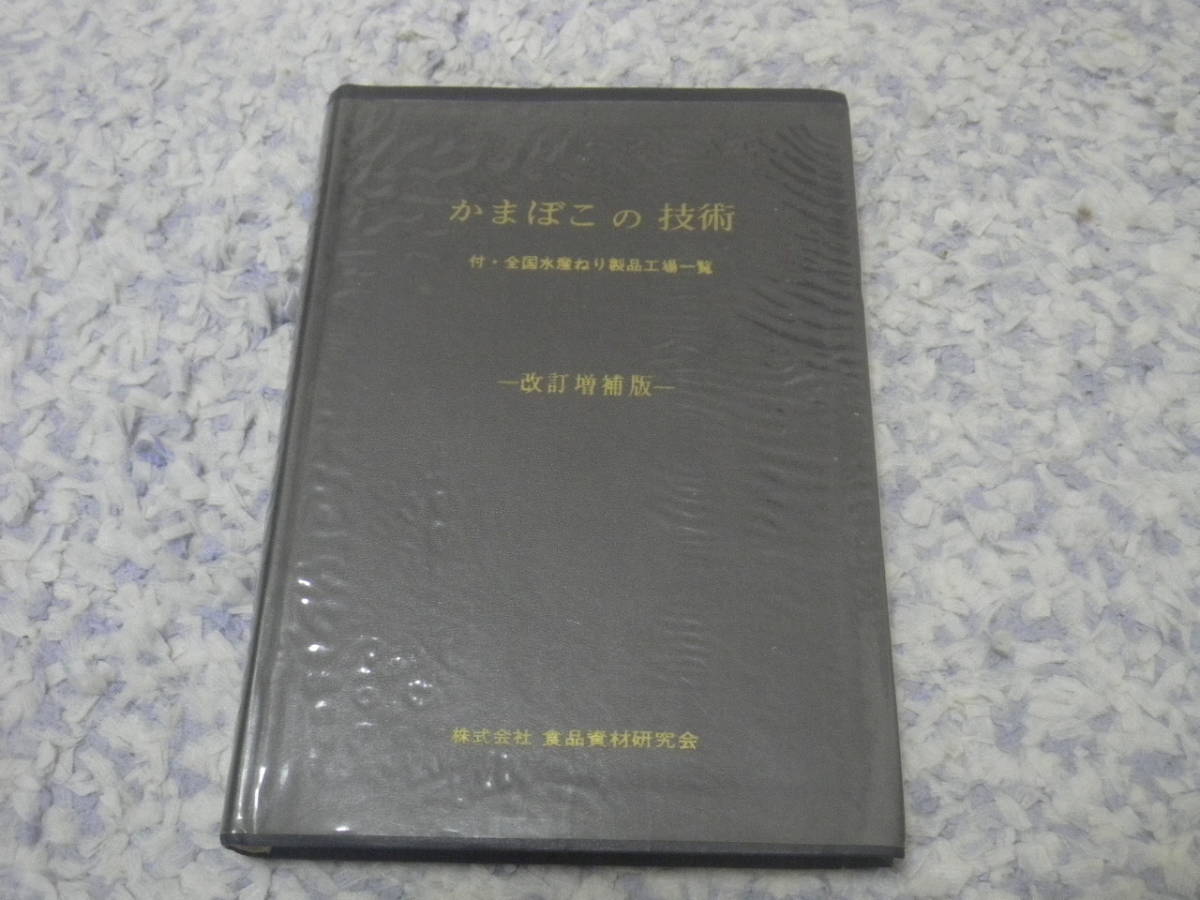 かまぼこの技術
付・全国水産ねり製品工場一覧
—改訂増補版—
株式会社 食品資材研究会